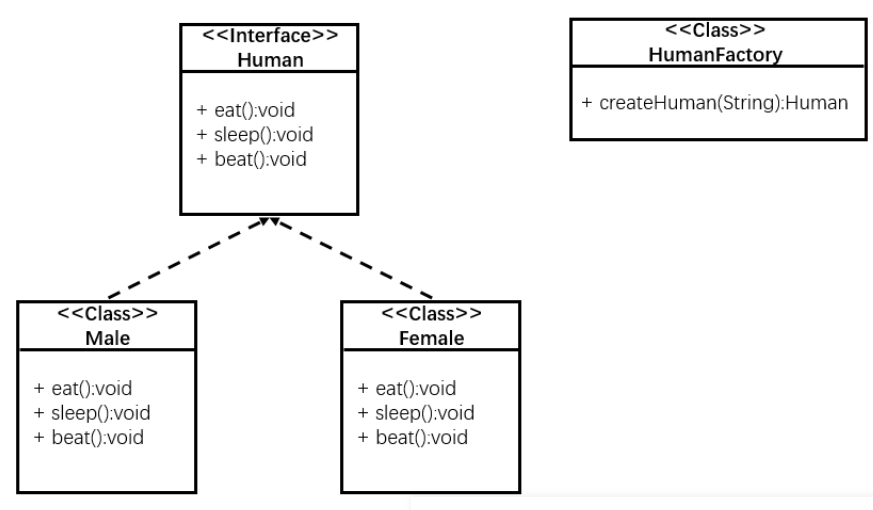 <<Interface>>
Human
+ eat():void
+ sleep():void
+ beat():void
<<Class>>
HumanFactory
+ createHuman(String):Human
<<Class>>
Male
+ eat():void
+ sleep():void
+ beat():void
<<Class>>
Female
+ eat():void
+ sleep():void
+ beat():void